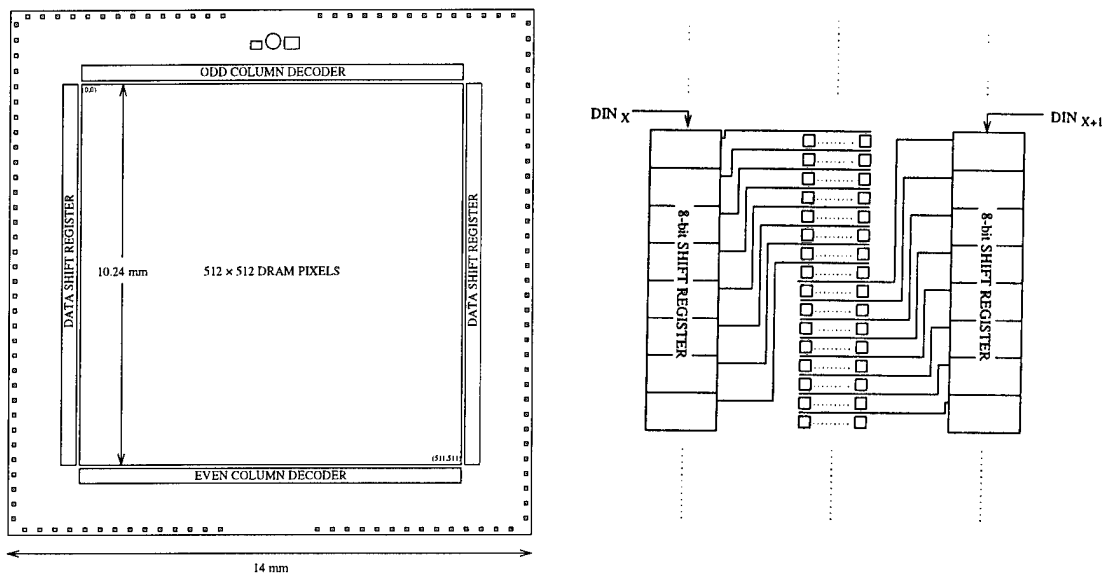 ODD COLUMN DECODER
(0,0)
DATA SHIFT REGISTER
10.24 mm
512 × 512 DRAM PIXELS
DATA SHIFT REGISTER
(511,511)
EVEN COLUMN DECODER
14 mm
DIN X
DIN X+1
8-bit SHIFT REGISTER
8-bit SHIFT REGISTER